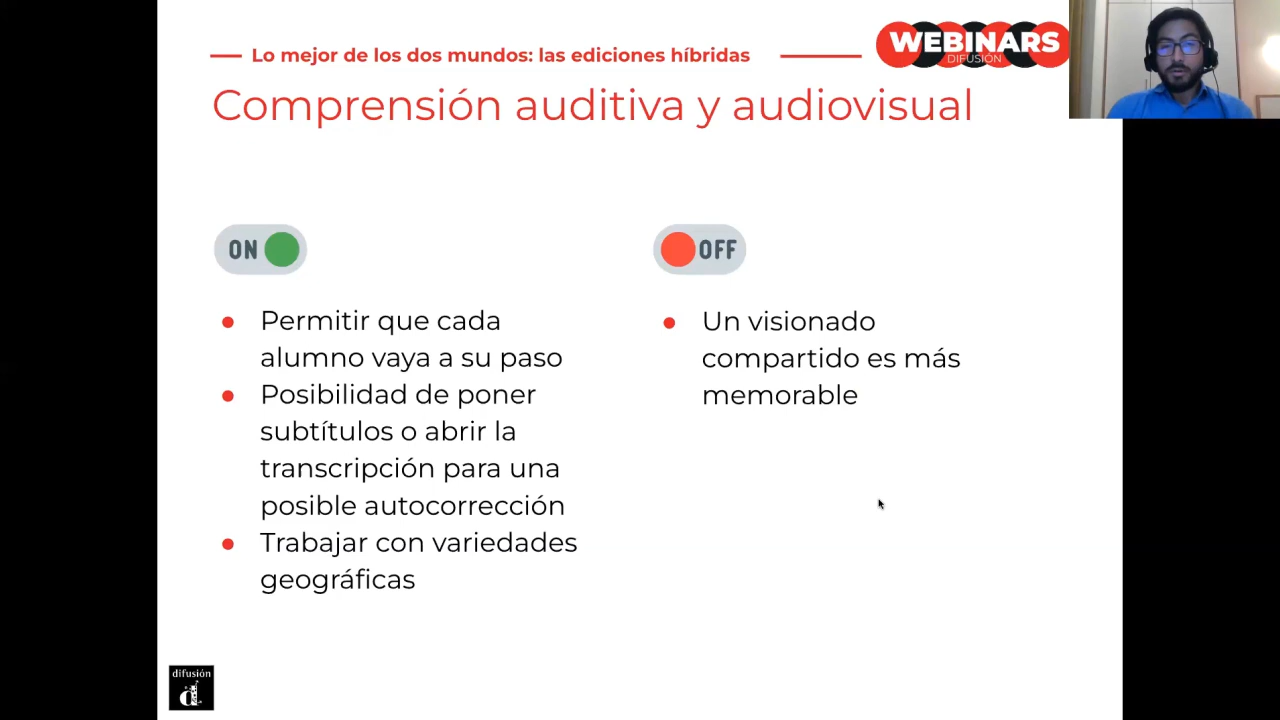 Lo mejor de los dos mundos: las ediciones híbridas
WEBINARS
DIFUSIÓN
Comprensión auditiva y audiovisual
ON
Permitir que cada
alumno vaya a su paso
Posibilidad de poner
subtítulos o abrir la
transcripción para una
posible autocorrección
Trabajar con variedades
geográficas
OFF
Un visionado
compartido es más
memorable
difusión
d